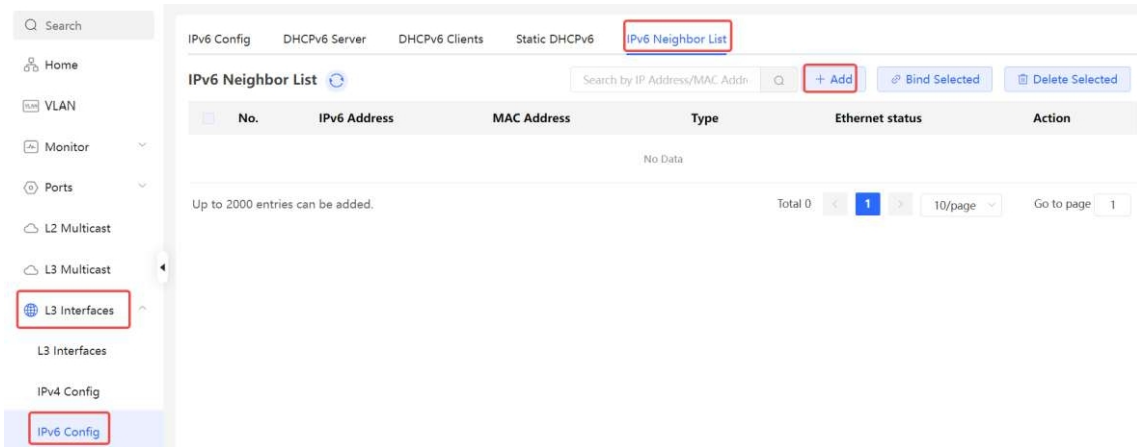 Search
Home
VLAN
VLAN
Monitor
Ports
L2 Multicast
L3 Multicast
L3 Interfaces
L3 Interfaces
IPv4 Config
IPv6 Config
IPv6 Config DHCPv6 Server DHCPv6 Clients Static DHCPv6 IPv6 Neighbor List
IPv6 Neighbor List Search by IP Address/MAC Addr + Add Bind Selected Delete Selected
No. IPv6 Address MAC Address Type Ethernet status Action
No Data
Up to 2000 entries can be added. Total 0 < 1 > 10/page Go to page 1